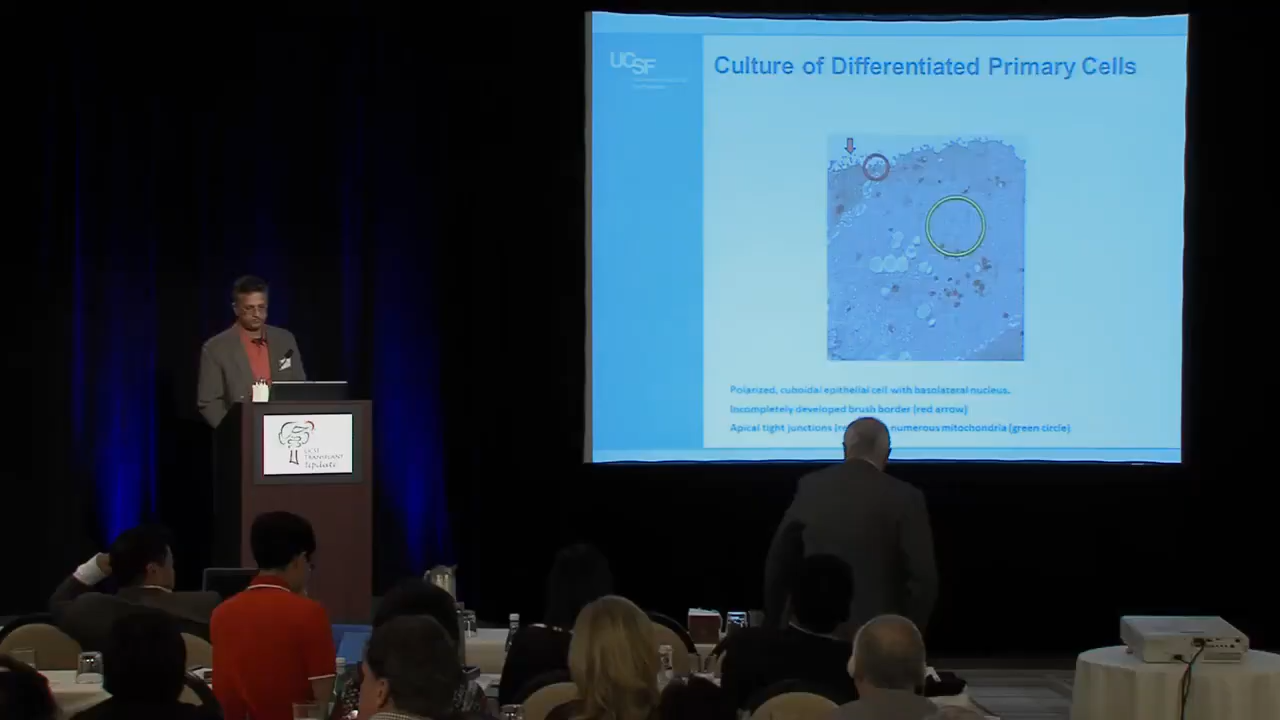 UCSF
Culture of Differentiated Primary Cells
Polarized, cuboidal epithelial cell with basolateral nucleus.
Incompletely developed brush border (red arrow)
Apical tight junctions (re numerous mitochondria (green circle)
UCSF
TRANSPLANT
Update